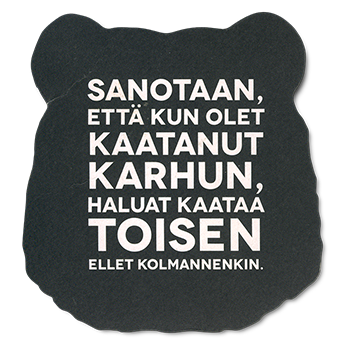 SANOTAAN,
ETTÄ KUN OLET
KAATANUT
KARHUN,
HALUAT KAATAA
TOISEN
ELLET KOLMANNENKIN.